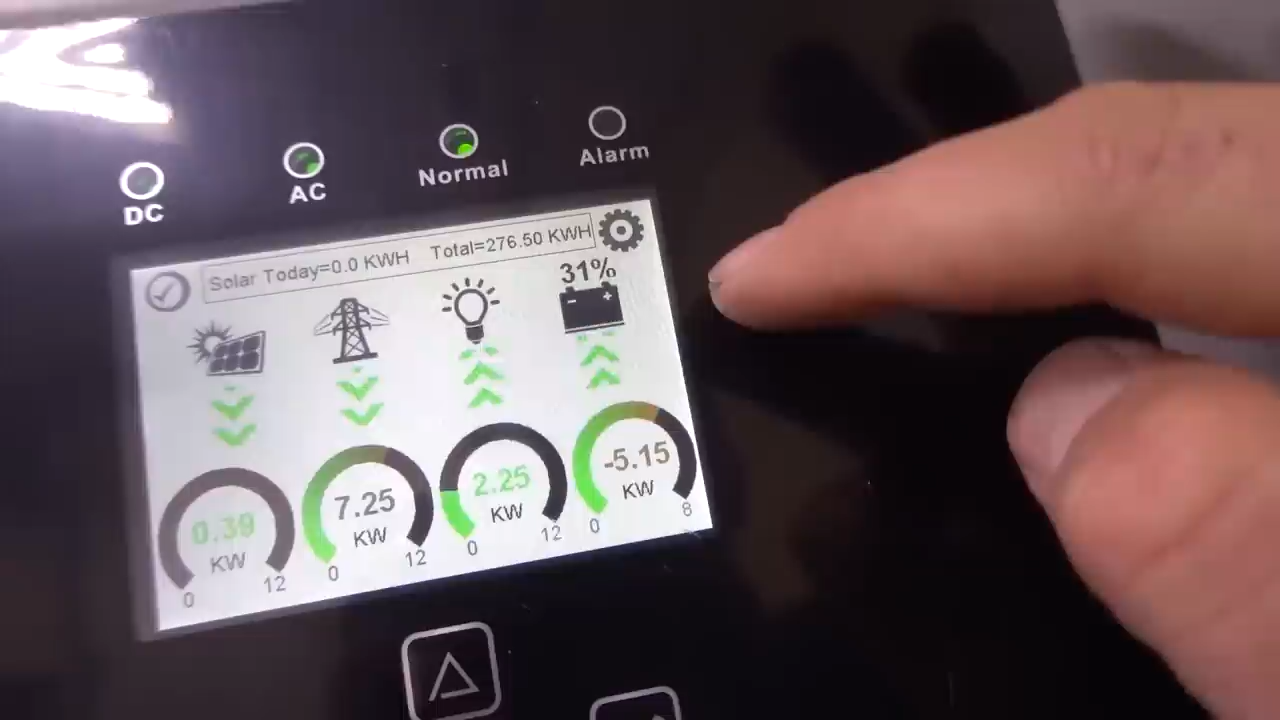 DC
AC
Normal
Alarm
Solar Today=0.0 KWH Total=276.50 KWH
31%
0.39
KW
0 12
7.25
KW
0 12
2.25
KW
0 12
-5.15
KW
0 8